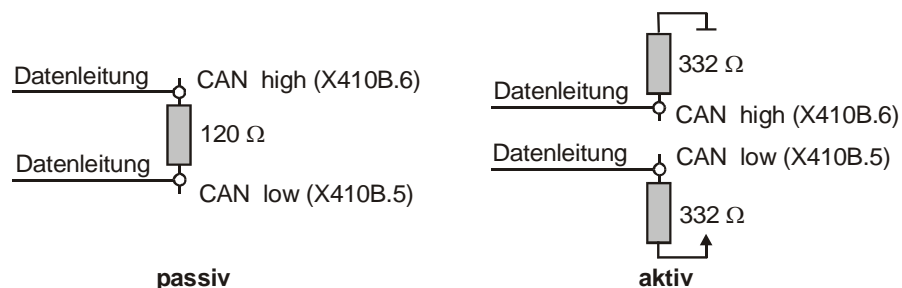 Datenleitung
CAN high (X410B.6)
120 Ω
Datenleitung
CAN low (X410B.5)
passiv
332 Ω
Datenleitung
CAN high (X410B.6)
Datenleitung
CAN low (X410B.5)
332 Ω
aktiv